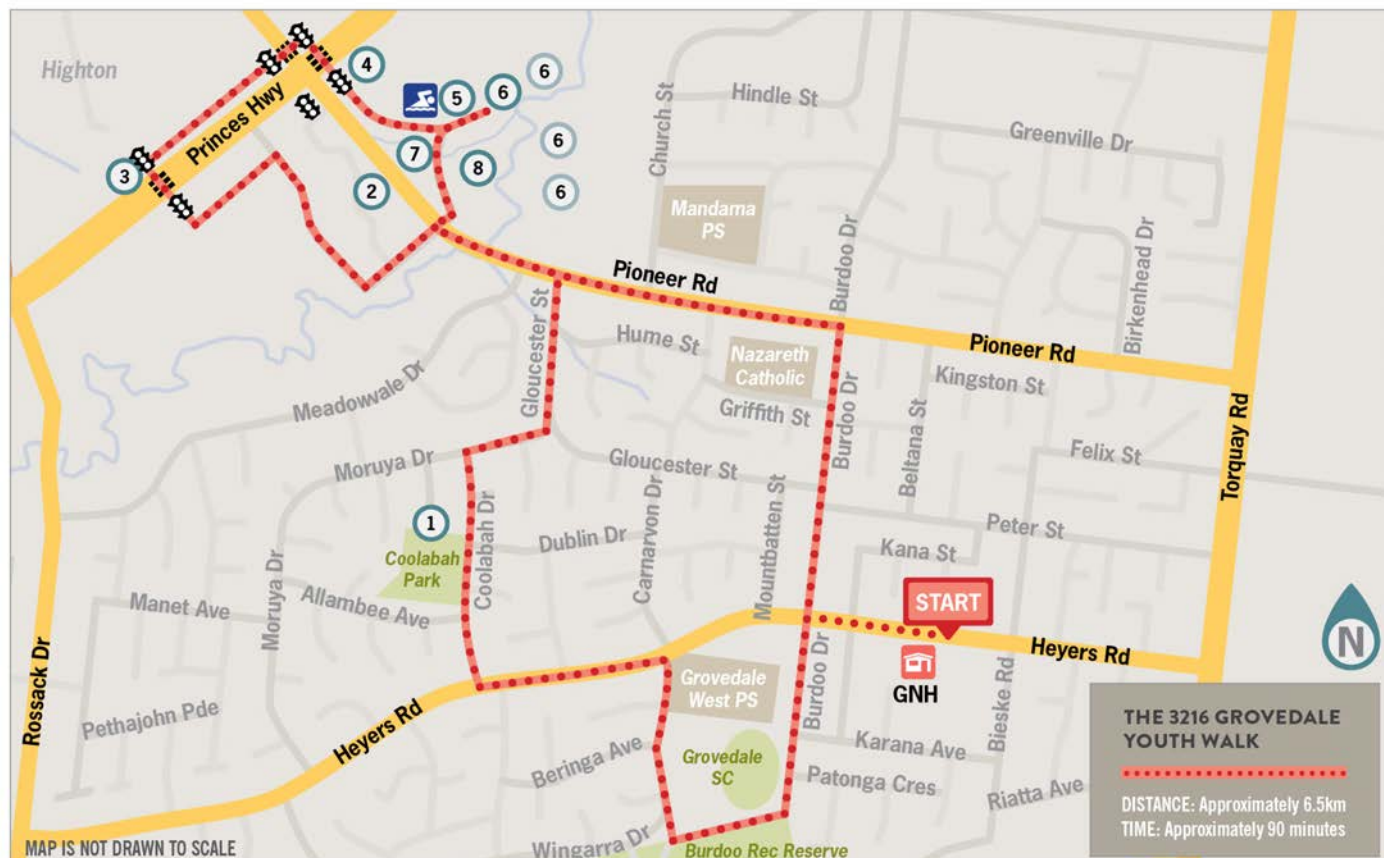 Highton
4
5
6
6
6
6
7
8
3
2
Princes Hwy
Church St
Hindle St
Greenville Dr
Mandama
PS
Burdoo Dr
Birkenhead Dr
Pioneer Rd
Pioneer Rd
Gloucester St
Hume St
Nazareth
Catholic
Griffith St
Burdoo Dr
Beltana St
Kingston St
Torquay Rd
Felix St
Meadowvale Dr
Moruya Dr
Gloucester St
Peter St
1
Coolabah
Park
Coolabah Dr
Dublin Dr
Carnarvon Dr
Mountbatten St
Kana St
Moruya Dr
Manet Ave
Allambee Ave
START
Heyers Rd
GNH
N
Rossack Dr
Pethajohn Pde
Heyers Rd
Grovedale
West PS
Burdoo Dr
Bieske Rd
Beringa Ave
Grovedale
SC
Karana Ave
Patonga Cres
Riatta Ave
Wingarra Dr
Burdoo Rec Reserve
THE 3216 GROVEDALE
YOUTH WALK
DISTANCE: Approximately 6.5km
TIME: Approximately 90 minutes
MAP IS NOT DRAWN TO SCALE